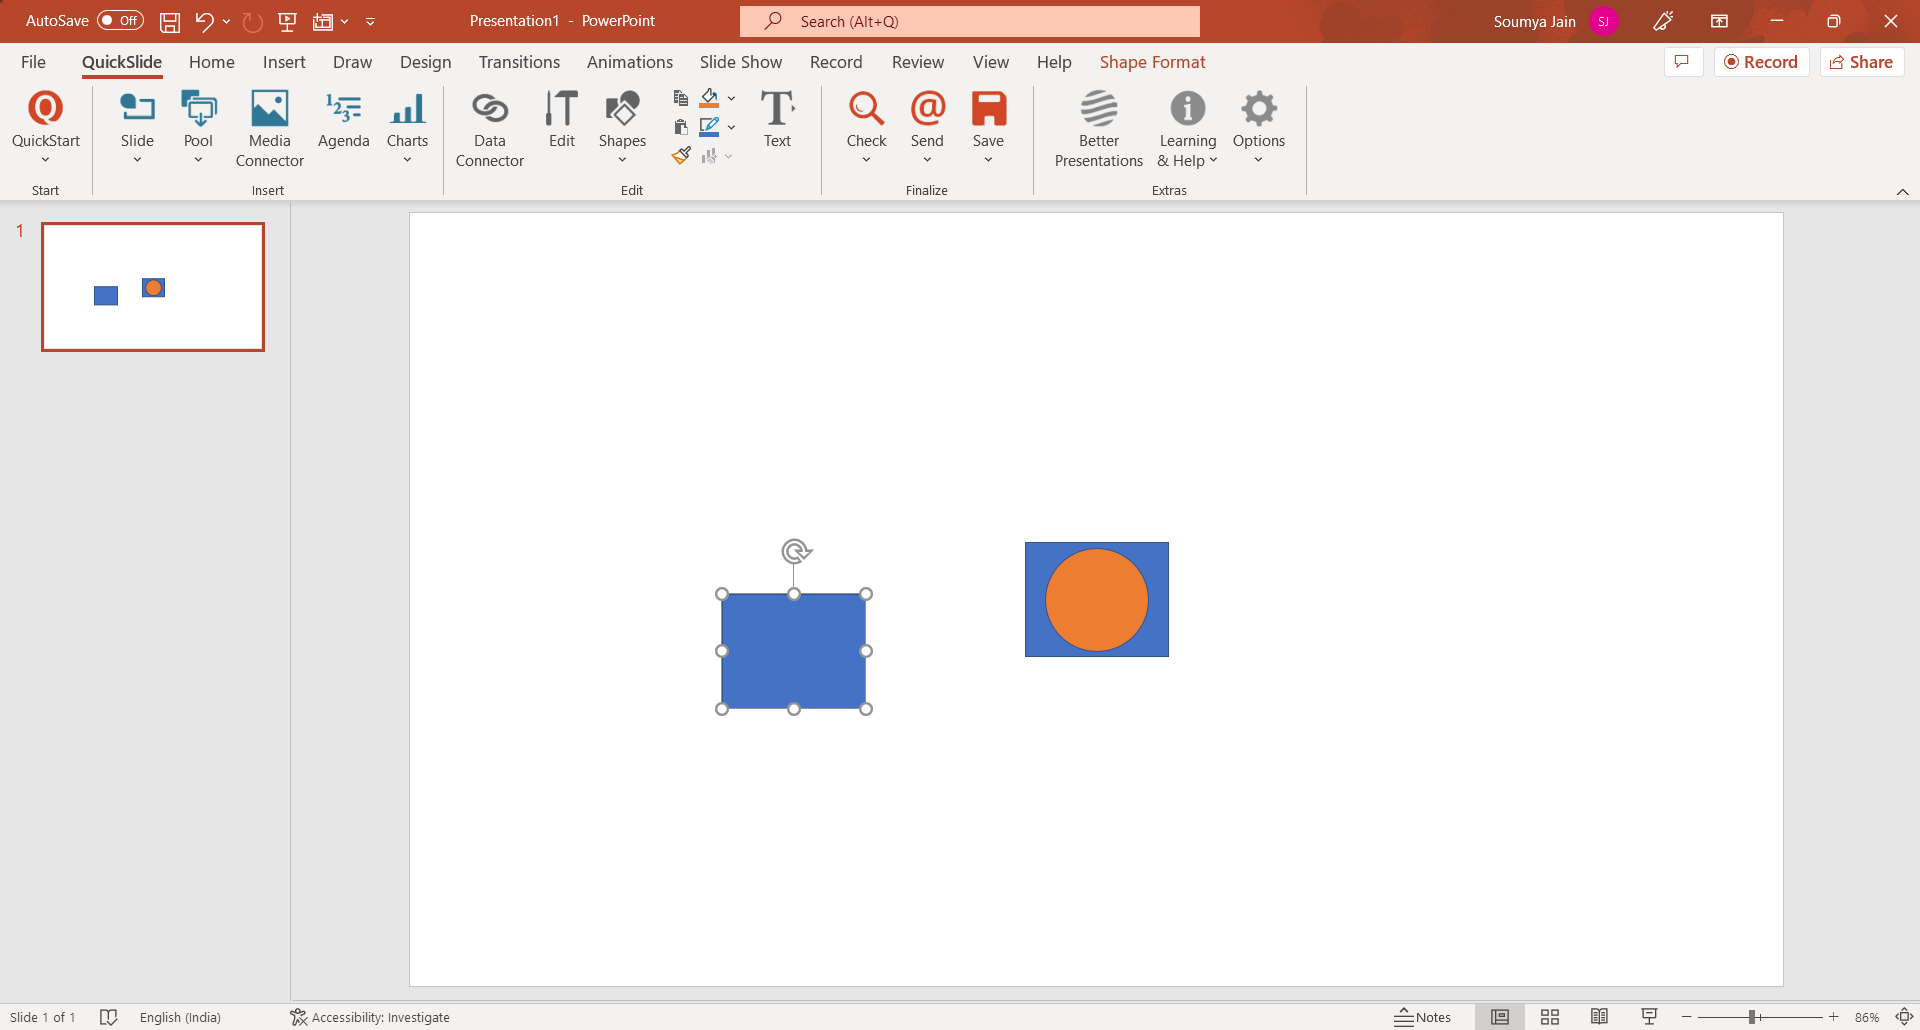 AutoSave Off Presentation1 - PowerPoint Search (Alt+Q) Soumya Jain SJ
File QuickSlide Home Insert Draw Design Transitions Animations Slide Show Record Review View Help Shape Format Record Share
QuickStart Slide Pool Media Connector Agenda Charts Data Connector Edit Shapes Text Check Send Save Better Presentations Learning & Help Options
Start Insert Edit Finalize Extras
1
Slide 1 of 1 English (India) Accessibility: Investigate Notes 86%